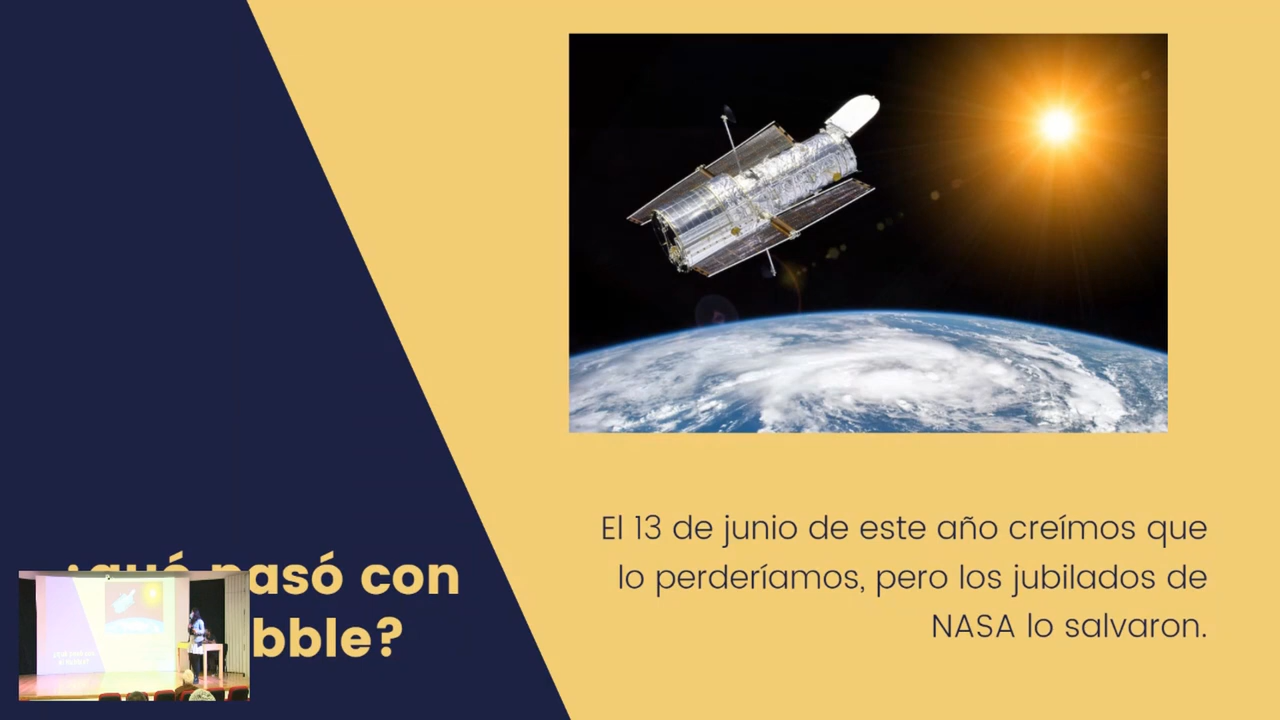 ¿qué pasó con
bble?
El 13 de junio de este año creímos que
lo perderíamos, pero los jubilados de
NASA lo salvaron.